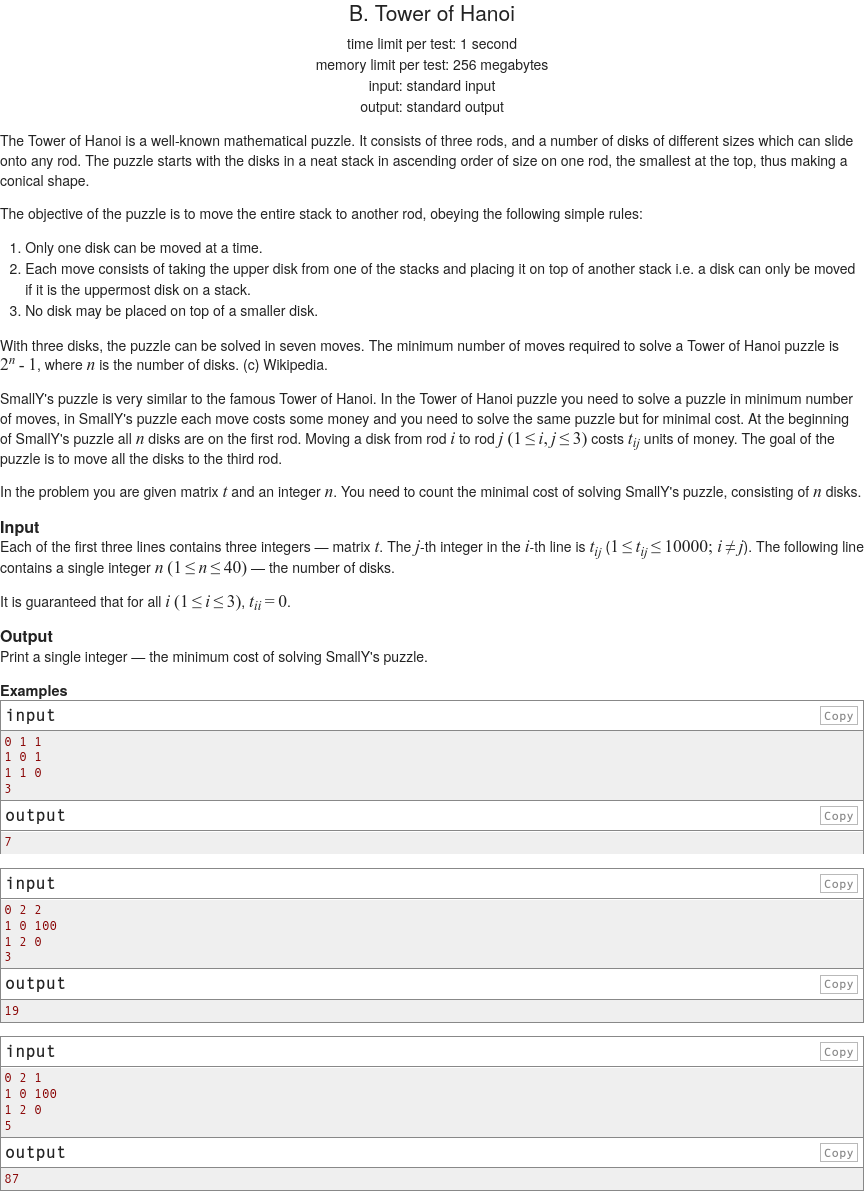 B. Tower of Hanoi
time limit per test: 1 second
memory limit per test: 256 megabytes
input: standard input
output: standard output
The Tower of Hanoi is a well-known mathematical puzzle. It consists of three rods, and a number of disks of different sizes which can slide
onto any rod. The puzzle starts with the disks in a neat stack in ascending order of size on one rod, the smallest at the top, thus making a
conical shape.
The objective of the puzzle is to move the entire stack to another rod, obeying the following simple rules:
1. Only one disk can be moved at a time.
2. Each move consists of taking the upper disk from one of the stacks and placing it on top of another stack i.e. a disk can only be moved
if it is the uppermost disk on a stack.
3. No disk may be placed on top of a smaller disk.
With three disks, the puzzle can be solved in seven moves. The minimum number of moves required to solve a Tower of Hanoi puzzle is
2ⁿ - 1, where n is the number of disks. (c) Wikipedia.
SmallY's puzzle is very similar to the famous Tower of Hanoi. In the Tower of Hanoi puzzle you need to solve a puzzle in minimum number
of moves, in SmallY's puzzle each move costs some money and you need to solve the same puzzle but for minimal cost. At the beginning
of SmallY's puzzle all n disks are on the first rod. Moving a disk from rod i to rod j (1 ≤ i, j ≤ 3) costs tᵢⱼ units of money. The goal of the
puzzle is to move all the disks to the third rod.
In the problem you are given matrix t and an integer n. You need to count the minimal cost of solving SmallY's puzzle, consisting of n disks.
Input
Each of the first three lines contains three integers — matrix t. The j-th integer in the i-th line is tᵢⱼ (1 ≤ tᵢⱼ ≤ 10000; i ≠ j). The following line
contains a single integer n (1 ≤ n ≤ 40) — the number of disks.
It is guaranteed that for all i (1 ≤ i ≤ 3), tᵢᵢ = 0.
Output
Print a single integer — the minimum cost of solving SmallY's puzzle.
Examples
input Copy
0 1 1
1 0 1
1 1 0
3
output Copy
7
input Copy
0 2 2
1 0 100
1 2 0
3
output Copy
19
input Copy
0 2 1
1 0 100
1 2 0
5
output Copy
87